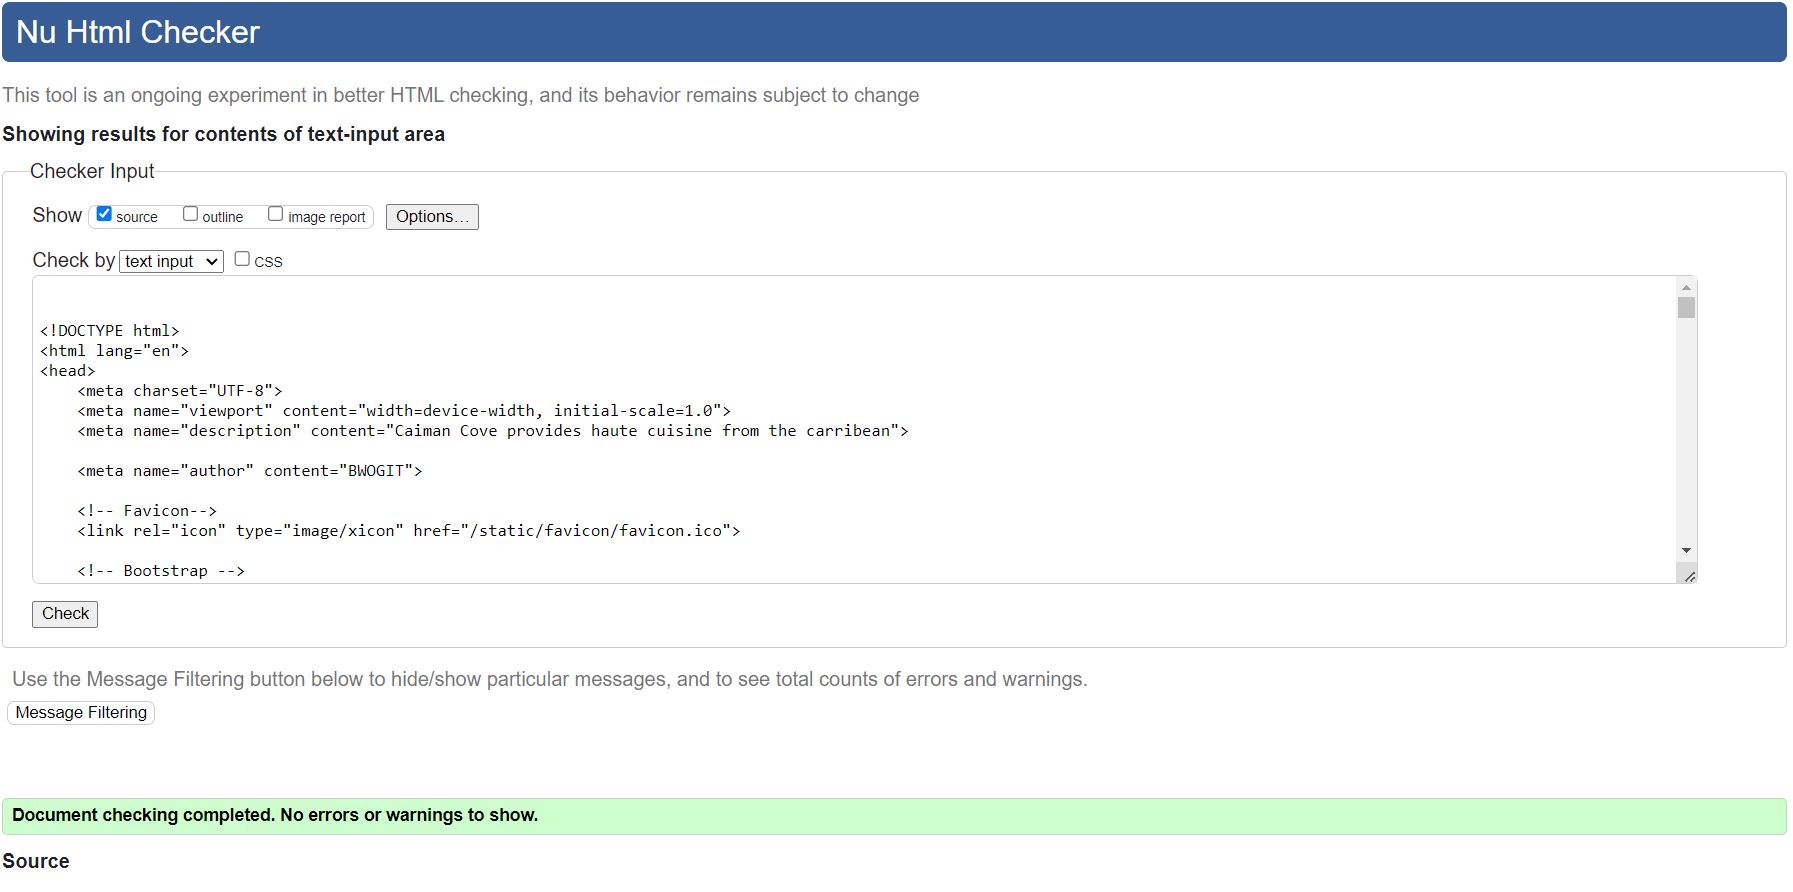 Nu Html Checker
This tool is an ongoing experiment in better HTML checking, and its behavior remains subject to change
Showing results for contents of text-input area
Checker Input
Show source outline image report Options...
Check by text input CSS
<!DOCTYPE html>
<html lang="en">
<head>
    <meta charset="UTF-8">
    <meta name="viewport" content="width=device-width, initial-scale=1.0">
    <meta name="description" content="Caiman Cove provides haute cuisine from the carribean">
    <meta name="author" content="BWOGIT">
    <!-- Favicon-->
    <link rel="icon" type="image/xicon" href="/static/favicon/favicon.ico">
    <!-- Bootstrap -->
Check
Use the Message Filtering button below to hide/show particular messages, and to see total counts of errors and warnings.
Message Filtering
Document checking completed. No errors or warnings to show.
Source